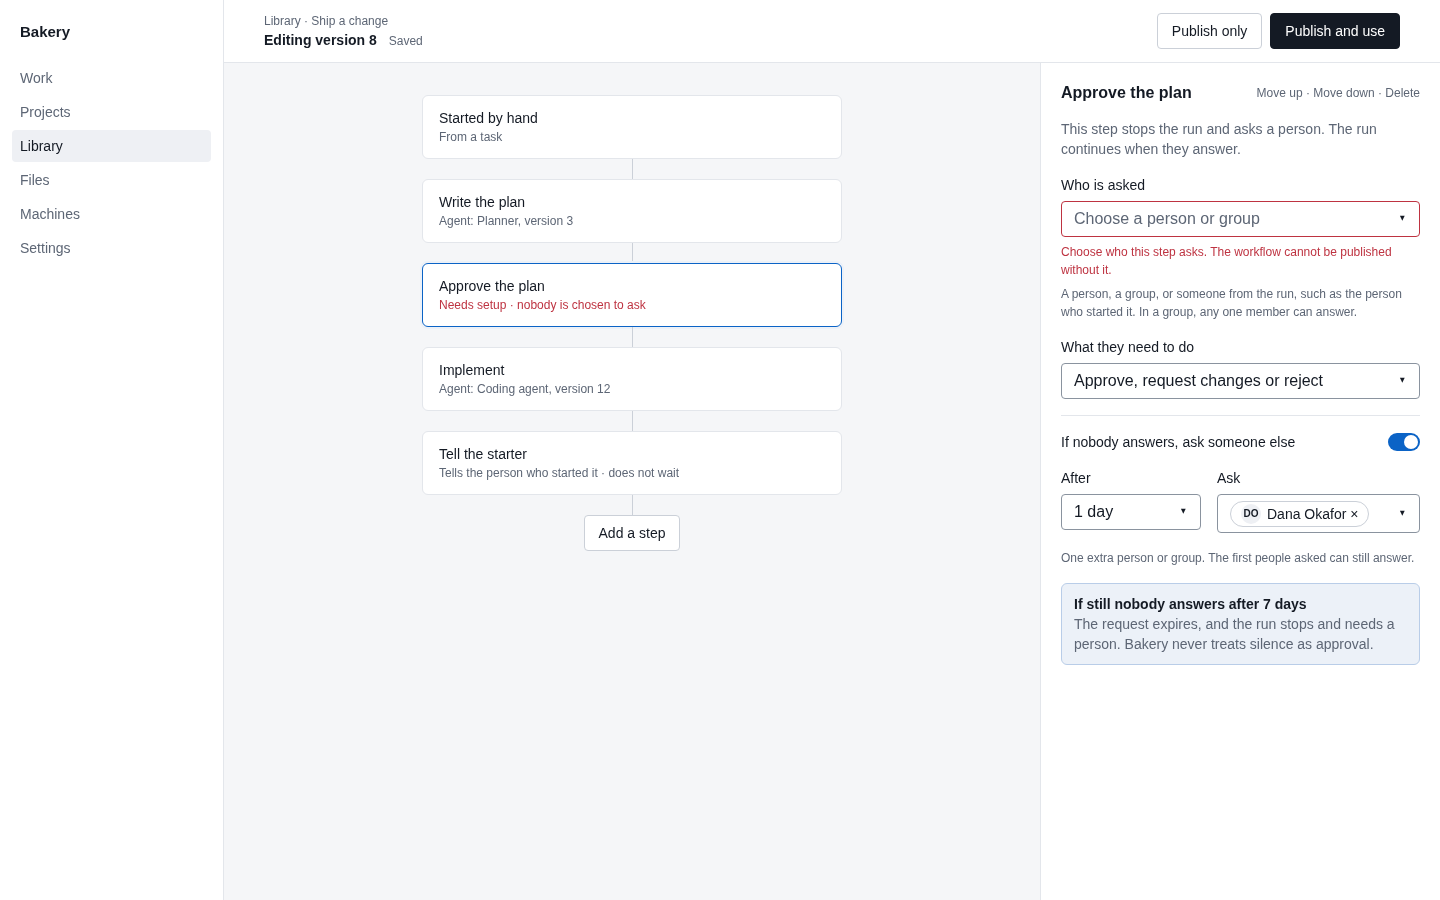 Bakery
Work
Projects
Library
Files
Machines
Settings
Library · Ship a change
Editing version 8 Saved
Publish only
Publish and use
Started by hand
From a task
Write the plan
Agent: Planner, version 3
Approve the plan
Needs setup · nobody is chosen to ask
Implement
Agent: Coding agent, version 12
Tell the starter
Tells the person who started it · does not wait
Add a step
Approve the plan
Move up · Move down · Delete
This step stops the run and asks a person. The run
continues when they answer.
Who is asked
Choose a person or group
Choose who this step asks. The workflow cannot be published
without it.
A person, a group, or someone from the run, such as the person
who started it. In a group, any one member can answer.
What they need to do
Approve, request changes or reject
If nobody answers, ask someone else
After Ask
1 day DO Dana Okafor ×
One extra person or group. The first people asked can still answer.
If still nobody answers after 7 days
The request expires, and the run stops and needs a
person. Bakery never treats silence as approval.